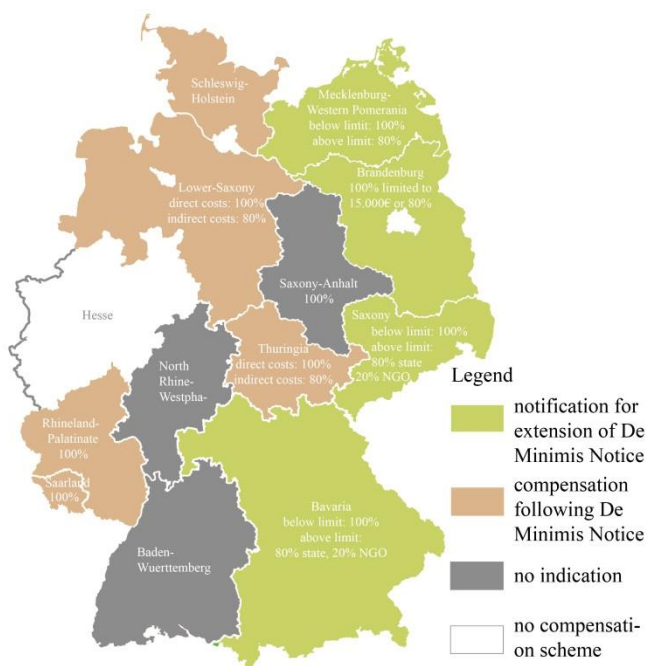 Schleswig-
Holstein
Mecklenburg-
Western Pomerania
below limit: 100%
above limit: 80%
Brandenburg
100% limited to
15.000€ or 80%
Lower-Saxony
direct costs: 100%
indirect costs: 80%
Saxony-Anhalt
100%
Hesse
Saxony
below limit: 100%
above limit:
80% state
20% NGO
Thuringia
direct costs: 100%
indirect costs: 80%
North
Rhine-
Westpha-
Rhineland-
Palatinate
100%
Saarland
100%
Bavaria
below limit: 100%
above limit:
80% state, 20% NGO
Baden-
Wuerttemberg
Legend
notification for
extension of De
Minimis Notice
compensation
following De
Minimis Notice
no indication
no compensati-
on scheme